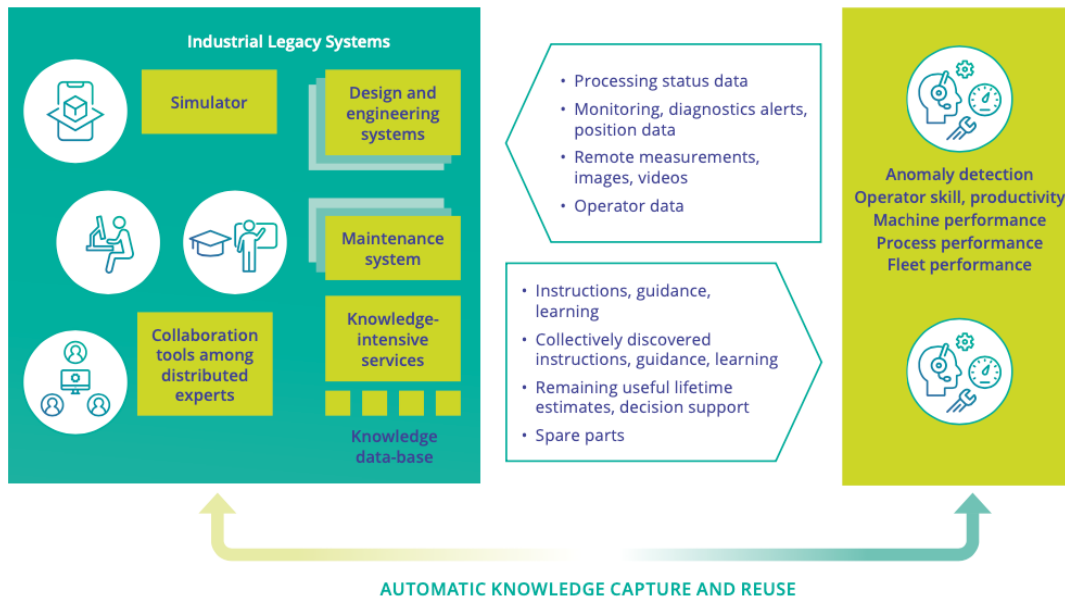 Industrial Legacy Systems
Simulator
Design and
engineering
systems
Maintenance
system
Collaboration
tools among
distributed
experts
Knowledge-
intensive
services
Knowledge
data-base
• Processing status data
• Monitoring, diagnostics alerts,
position data
• Remote measurements,
images, videos
• Operator data
• Instructions, guidance,
learning
• Collectively discovered
instructions, guidance, learning
• Remaining useful lifetime
estimates, decision support
• Spare parts
Anomaly detection
Operator skill, productivity
Machine performance
Process performance
Fleet performance
AUTOMATIC KNOWLEDGE CAPTURE AND REUSE